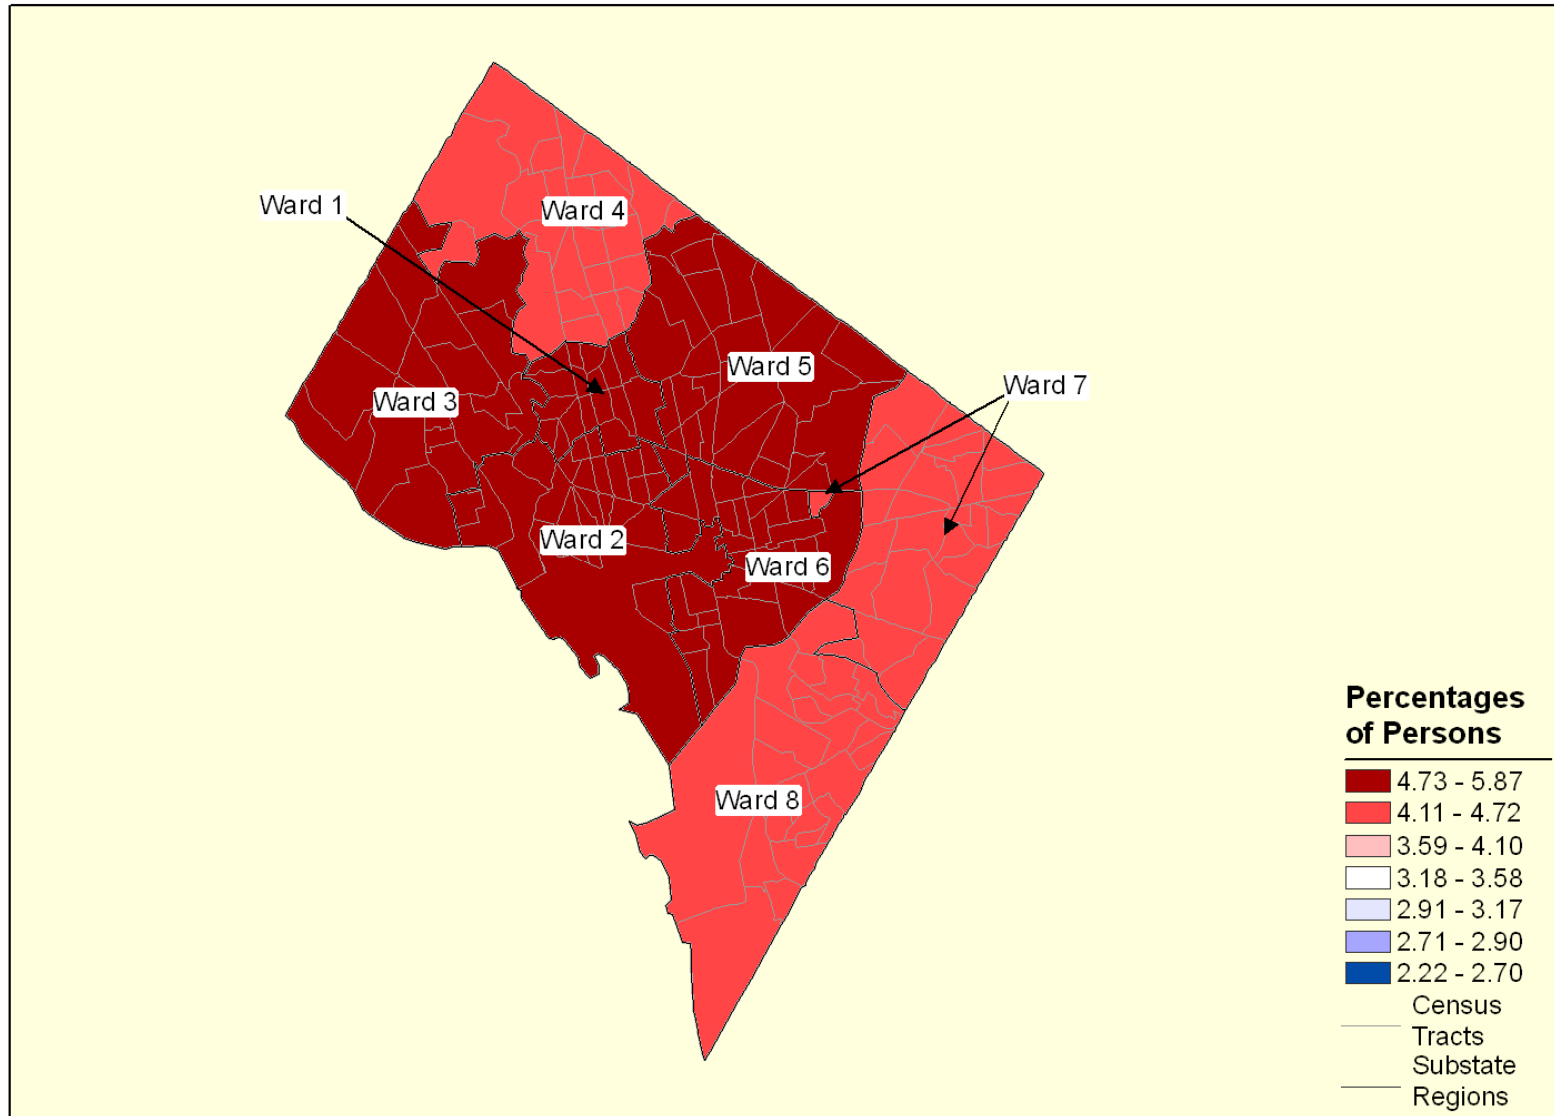 Ward 1
Ward 4
Ward 5
Ward 7
Ward 3
Ward 2
Ward 6
Ward 8
Percentages
of Persons
4.73 - 5.87
4.11 - 4.72
3.59 - 4.10
3.18 - 3.58
2.91 - 3.17
2.71 - 2.90
2.22 - 2.70
Census
Tracts
Substate
Regions